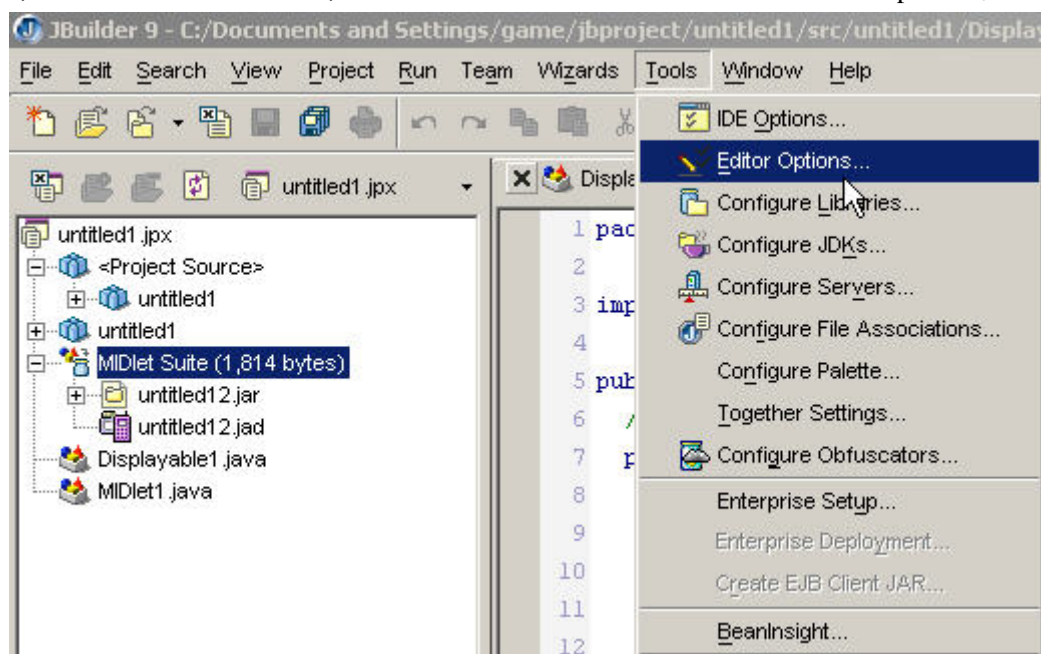 JBuilder 9 - C:/Documents and Settings/game/jbproject/untitled1/src/untitled1/Display
File Edit Search View Project Run Team Wizards Tools Window Help
untitled1.jpx
Displa
untitled1.jpx
<Project Source>
untitled1
untitled1
MIDlet Suite (1,814 bytes)
untitled12.jar
untitled12.jad
Displayable1.java
MIDlet1.java
1 pac
2
3 imp
4
5 pub
6 /
7 p
8
9
10
11
12
IDE Options...
Editor Options...
Configure Libraries...
Configure JDKs...
Configure Servers...
Configure File Associations...
Configure Palette...
Together Settings...
Configure Obfuscators...
Enterprise Setup...
Enterprise Deployment...
Create EJB Client JAR...
BeanInsight...